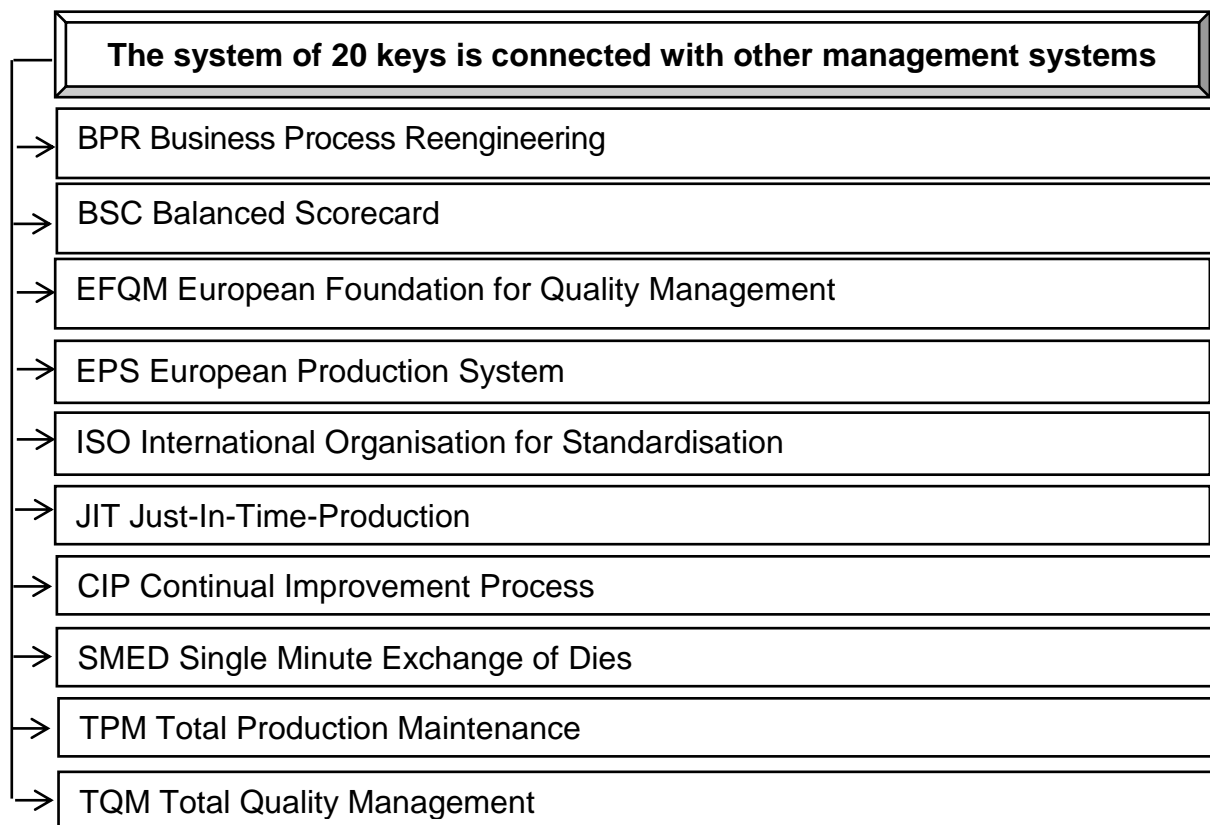 The system of 20 keys is connected with other management systems
BPR Business Process Reengineering
BSC Balanced Scorecard
EFQM European Foundation for Quality Management
EPS European Production System
ISO International Organisation for Standardisation
JIT Just-In-Time-Production
CIP Continual Improvement Process
SMED Single Minute Exchange of Dies
TPM Total Production Maintenance
TQM Total Quality Management